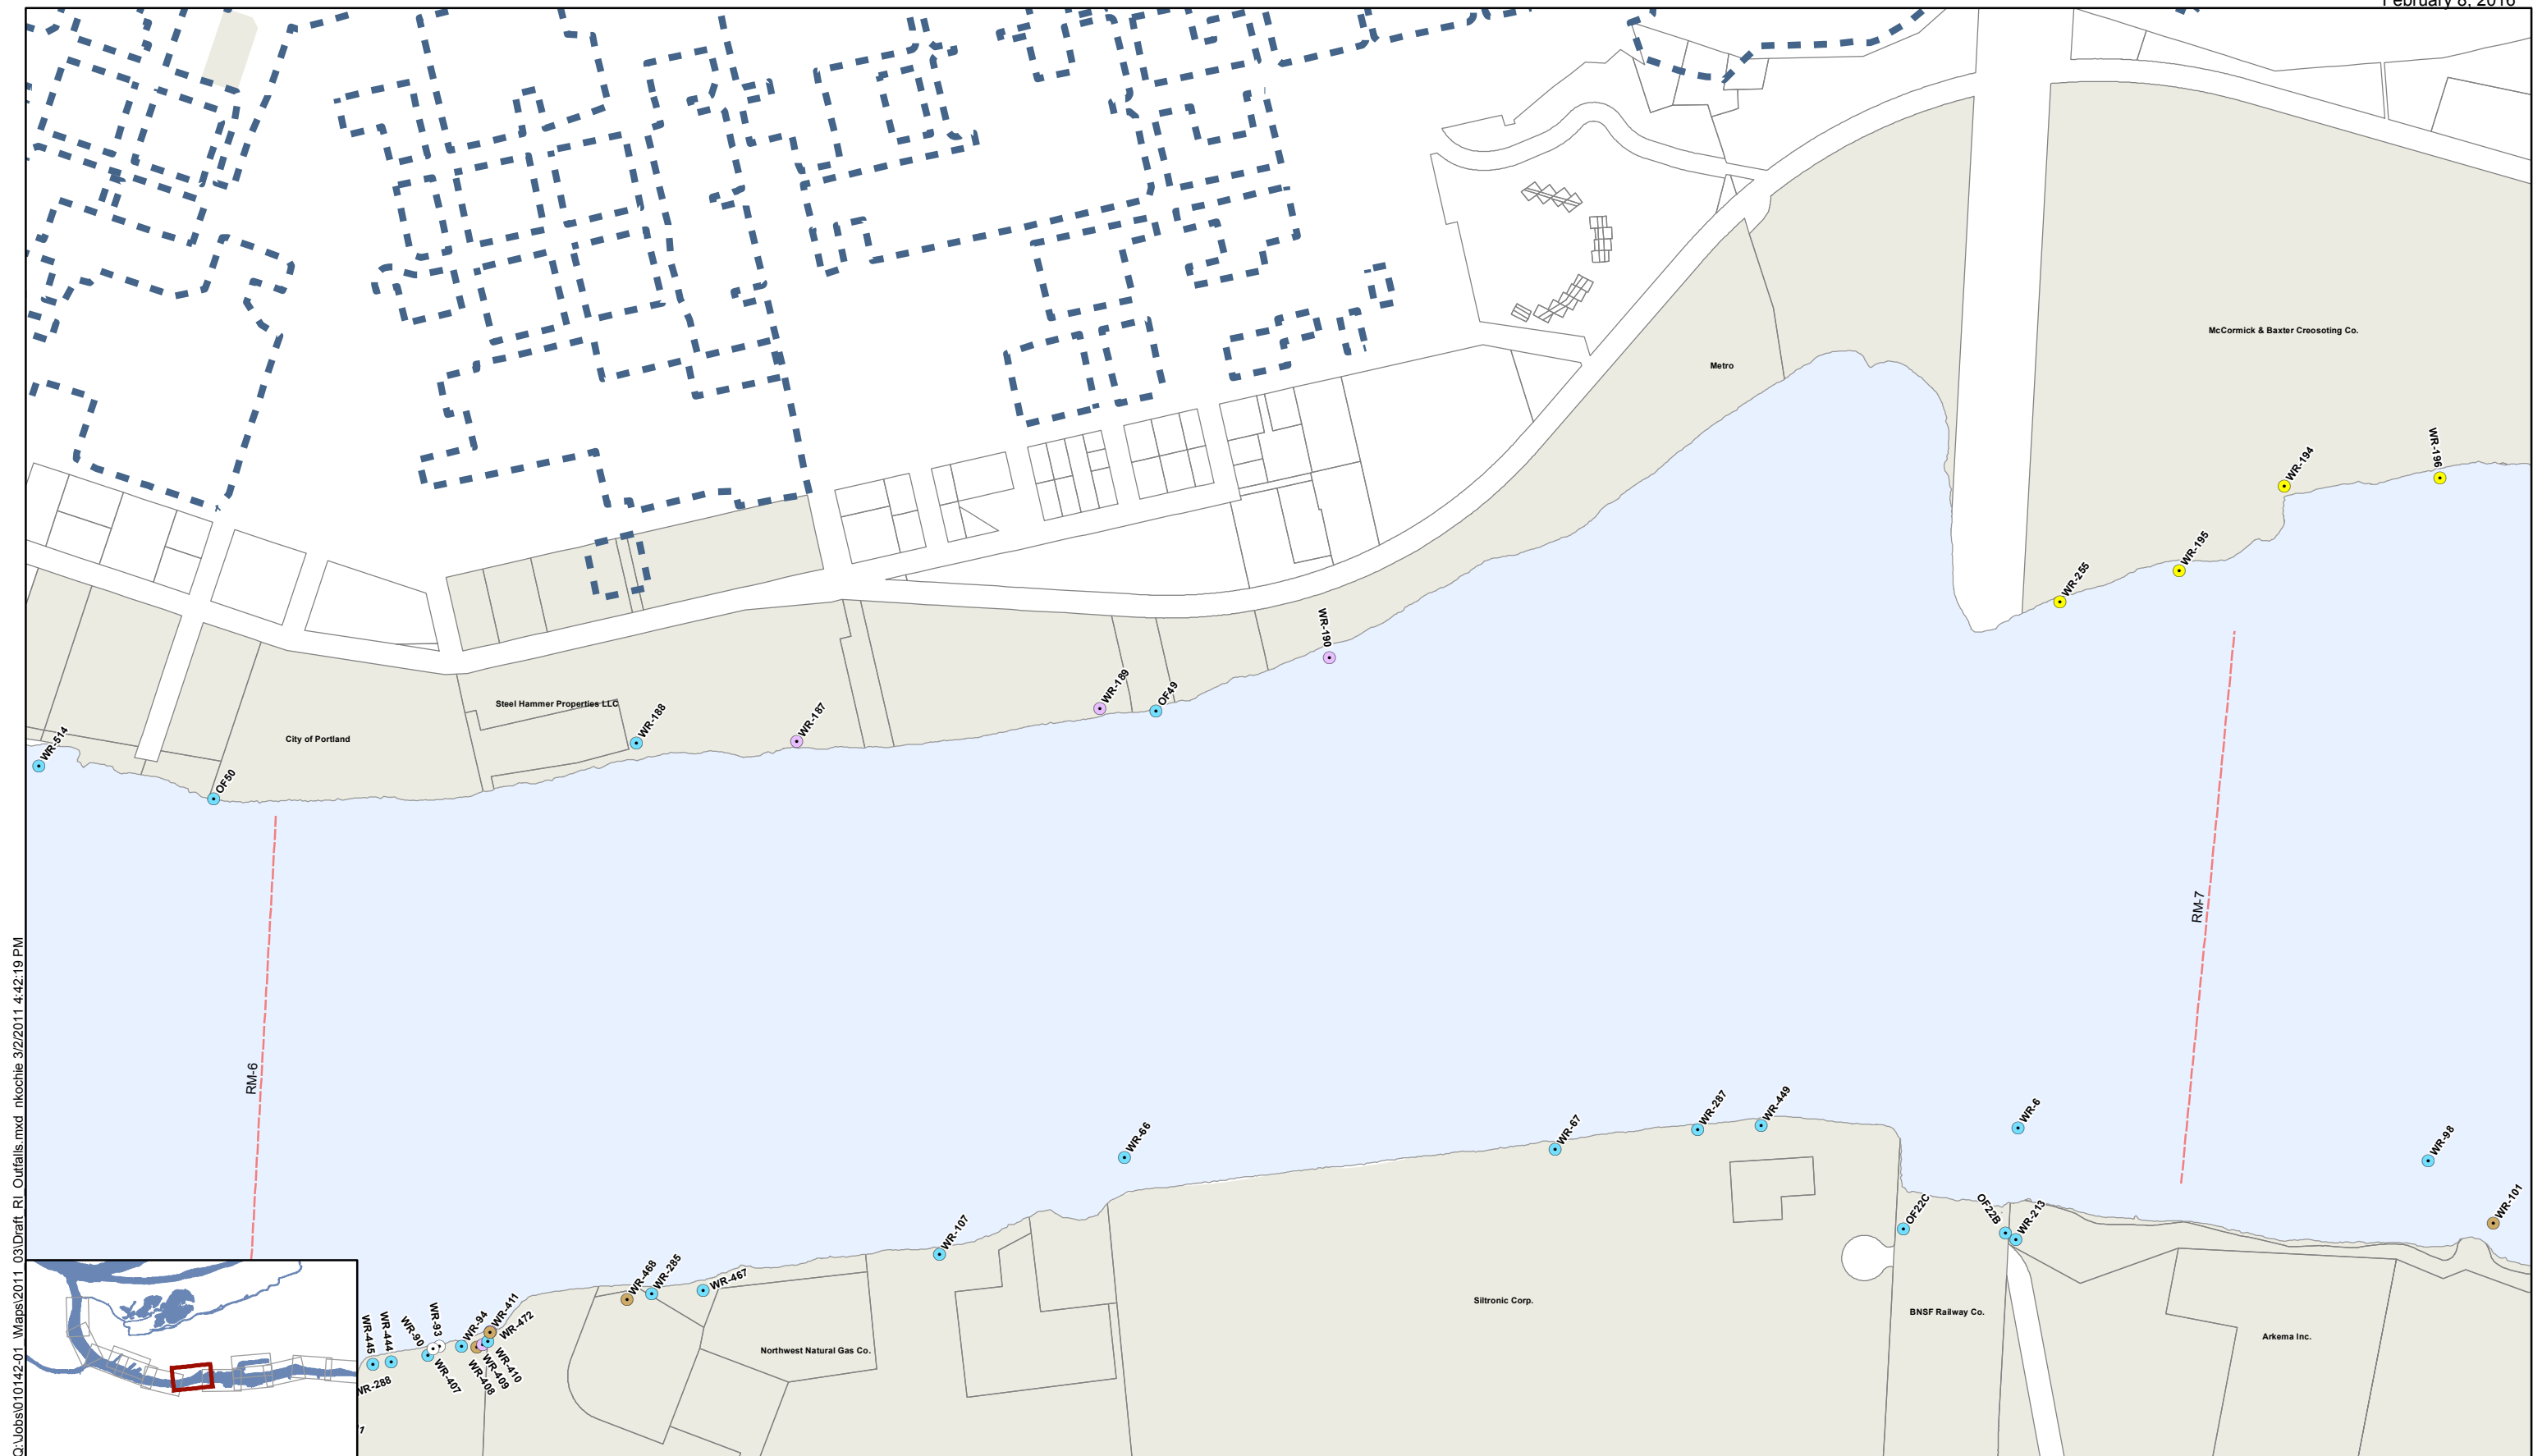 February 8, 2016
McCormick & Baxter Creosoting Co.
Metro
WR-196
WR-194
WR-195
WR-255
WR-190
WR-189
OF49
Steel Hammer Properties LLC
WR-188
WR-187
City of Portland
WR-514
OF50
RM-7
RM-6
WR-66
WR-67
WR-287
WR-449
WR-6
WR-98
WR-101
OF22C
OF22B
WR-213
WR-107
WR-468
WR-285
WR-467
WR-411
WR-472
WR-94
WR-93
WR-90
WR-444
WR-445
WR-407
WR-408
WR-409
WR-410
WR-288
1
Northwest Natural Gas Co.
Siltronic Corp.
BNSF Railway Co.
Arkema Inc.
Q:\Jobs\010142-01 \Maps\2011_03\Draft_RI_Outfalls.mxd nkochie 3/2/2011 4:42:19 PM